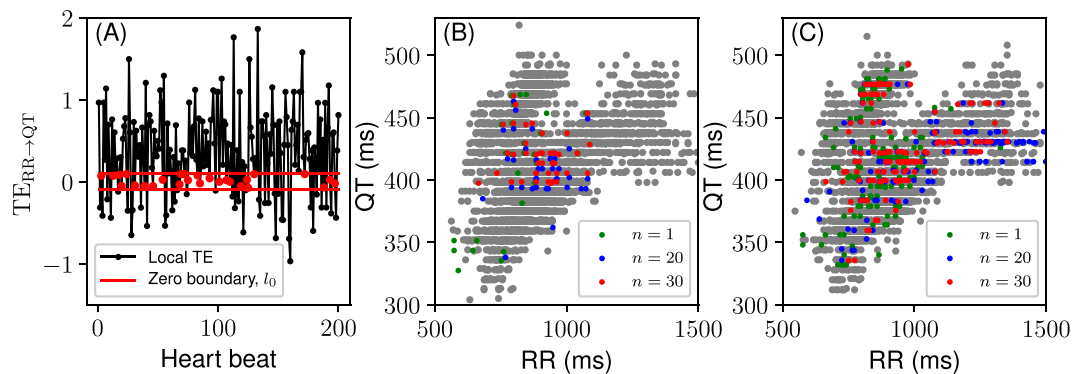 (A)
2
1
0
−1
TE_RR→QT
Local TE
Zero boundary, l₀
0
100
200
Heart beat
(B)
500
450
400
350
300
QT (ms)
n = 1
n = 20
n = 30
500
1000
1500
RR (ms)
(C)
500
450
400
350
300
QT (ms)
n = 1
n = 20
n = 30
500
1000
1500
RR (ms)